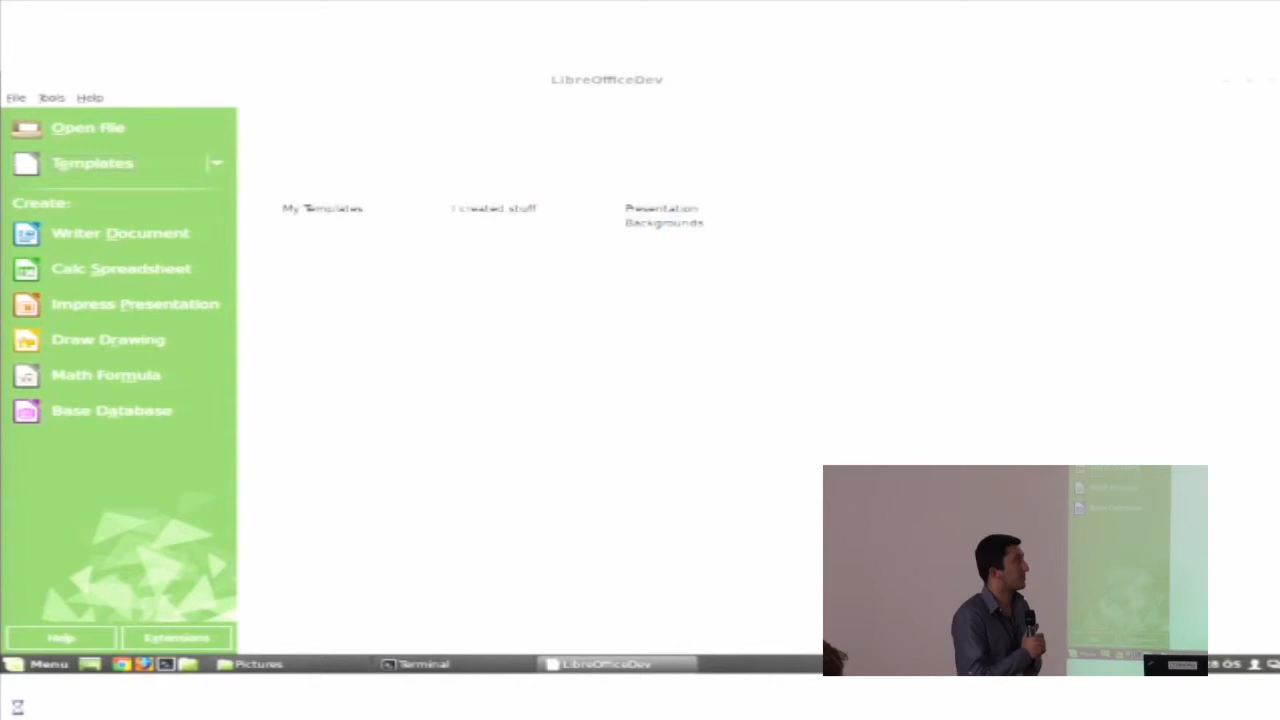 LibreOfficeDev
File Tools Help
Open File
Templates
Create:
Writer Document
Calc Spreadsheet
Impress Presentation
Draw Drawing
Math Formula
Base Database
My Templates
I created stuff
Presentation
Backgrounds
Help
Extensions
Menu
Pictures
Terminal
LibreOfficeDev